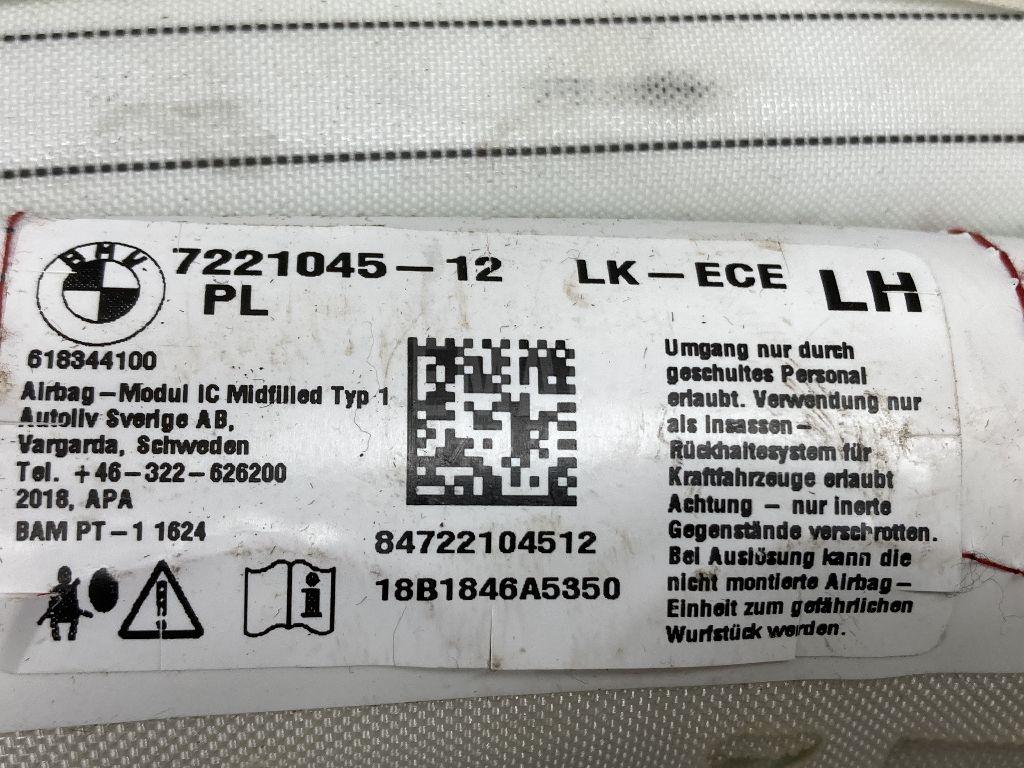 BMW
7221045-12 LK-ECE LH
PL
618344100
Airbag-Modul IC Midfilled Typ 1
Autoliv Sverige AB,
Vargarda, Schweden
Tel. +46-322-626200
2018, APA
BAM PT-1 1624
84722104512
18B1846A5350
Umgang nur durch
geschultes Personal
erlaubt. Verwendung nur
als Insassen-
Rückhaltesystem für
Kraftfahrzeuge erlaubt
Achtung - nur inerte
Gegenstände verschrotten.
Bei Auslösung kann die
nicht montierte Airbag-
Einheit zum gefährlichen
Wurfstück werden.